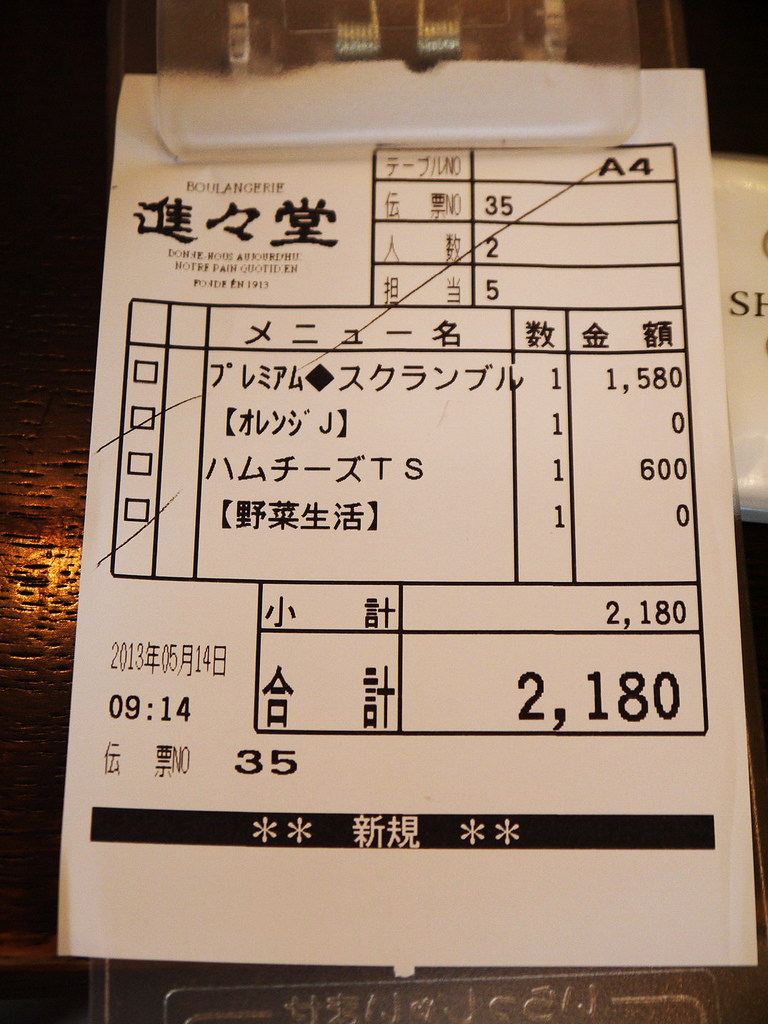 BOULANGERIE
進々堂
DONNE-NOUS AUJOURD'HUI
NOTRE PAIN QUOTIDIEN
FONDÉ EN 1913
テーブルNO A4
伝票NO 35
人数 2
担当 5
メニュー名 数 金額
□ プレミアム◆スクランブル 1 1,580
□ 【オレンジJ】 1 0
□ ハムチーズTS 1 600
□ 【野菜生活】 1 0
小計 2,180
合計 2,180
2013年05月14日
09:14
伝票NO 35
** 新規 **
SH